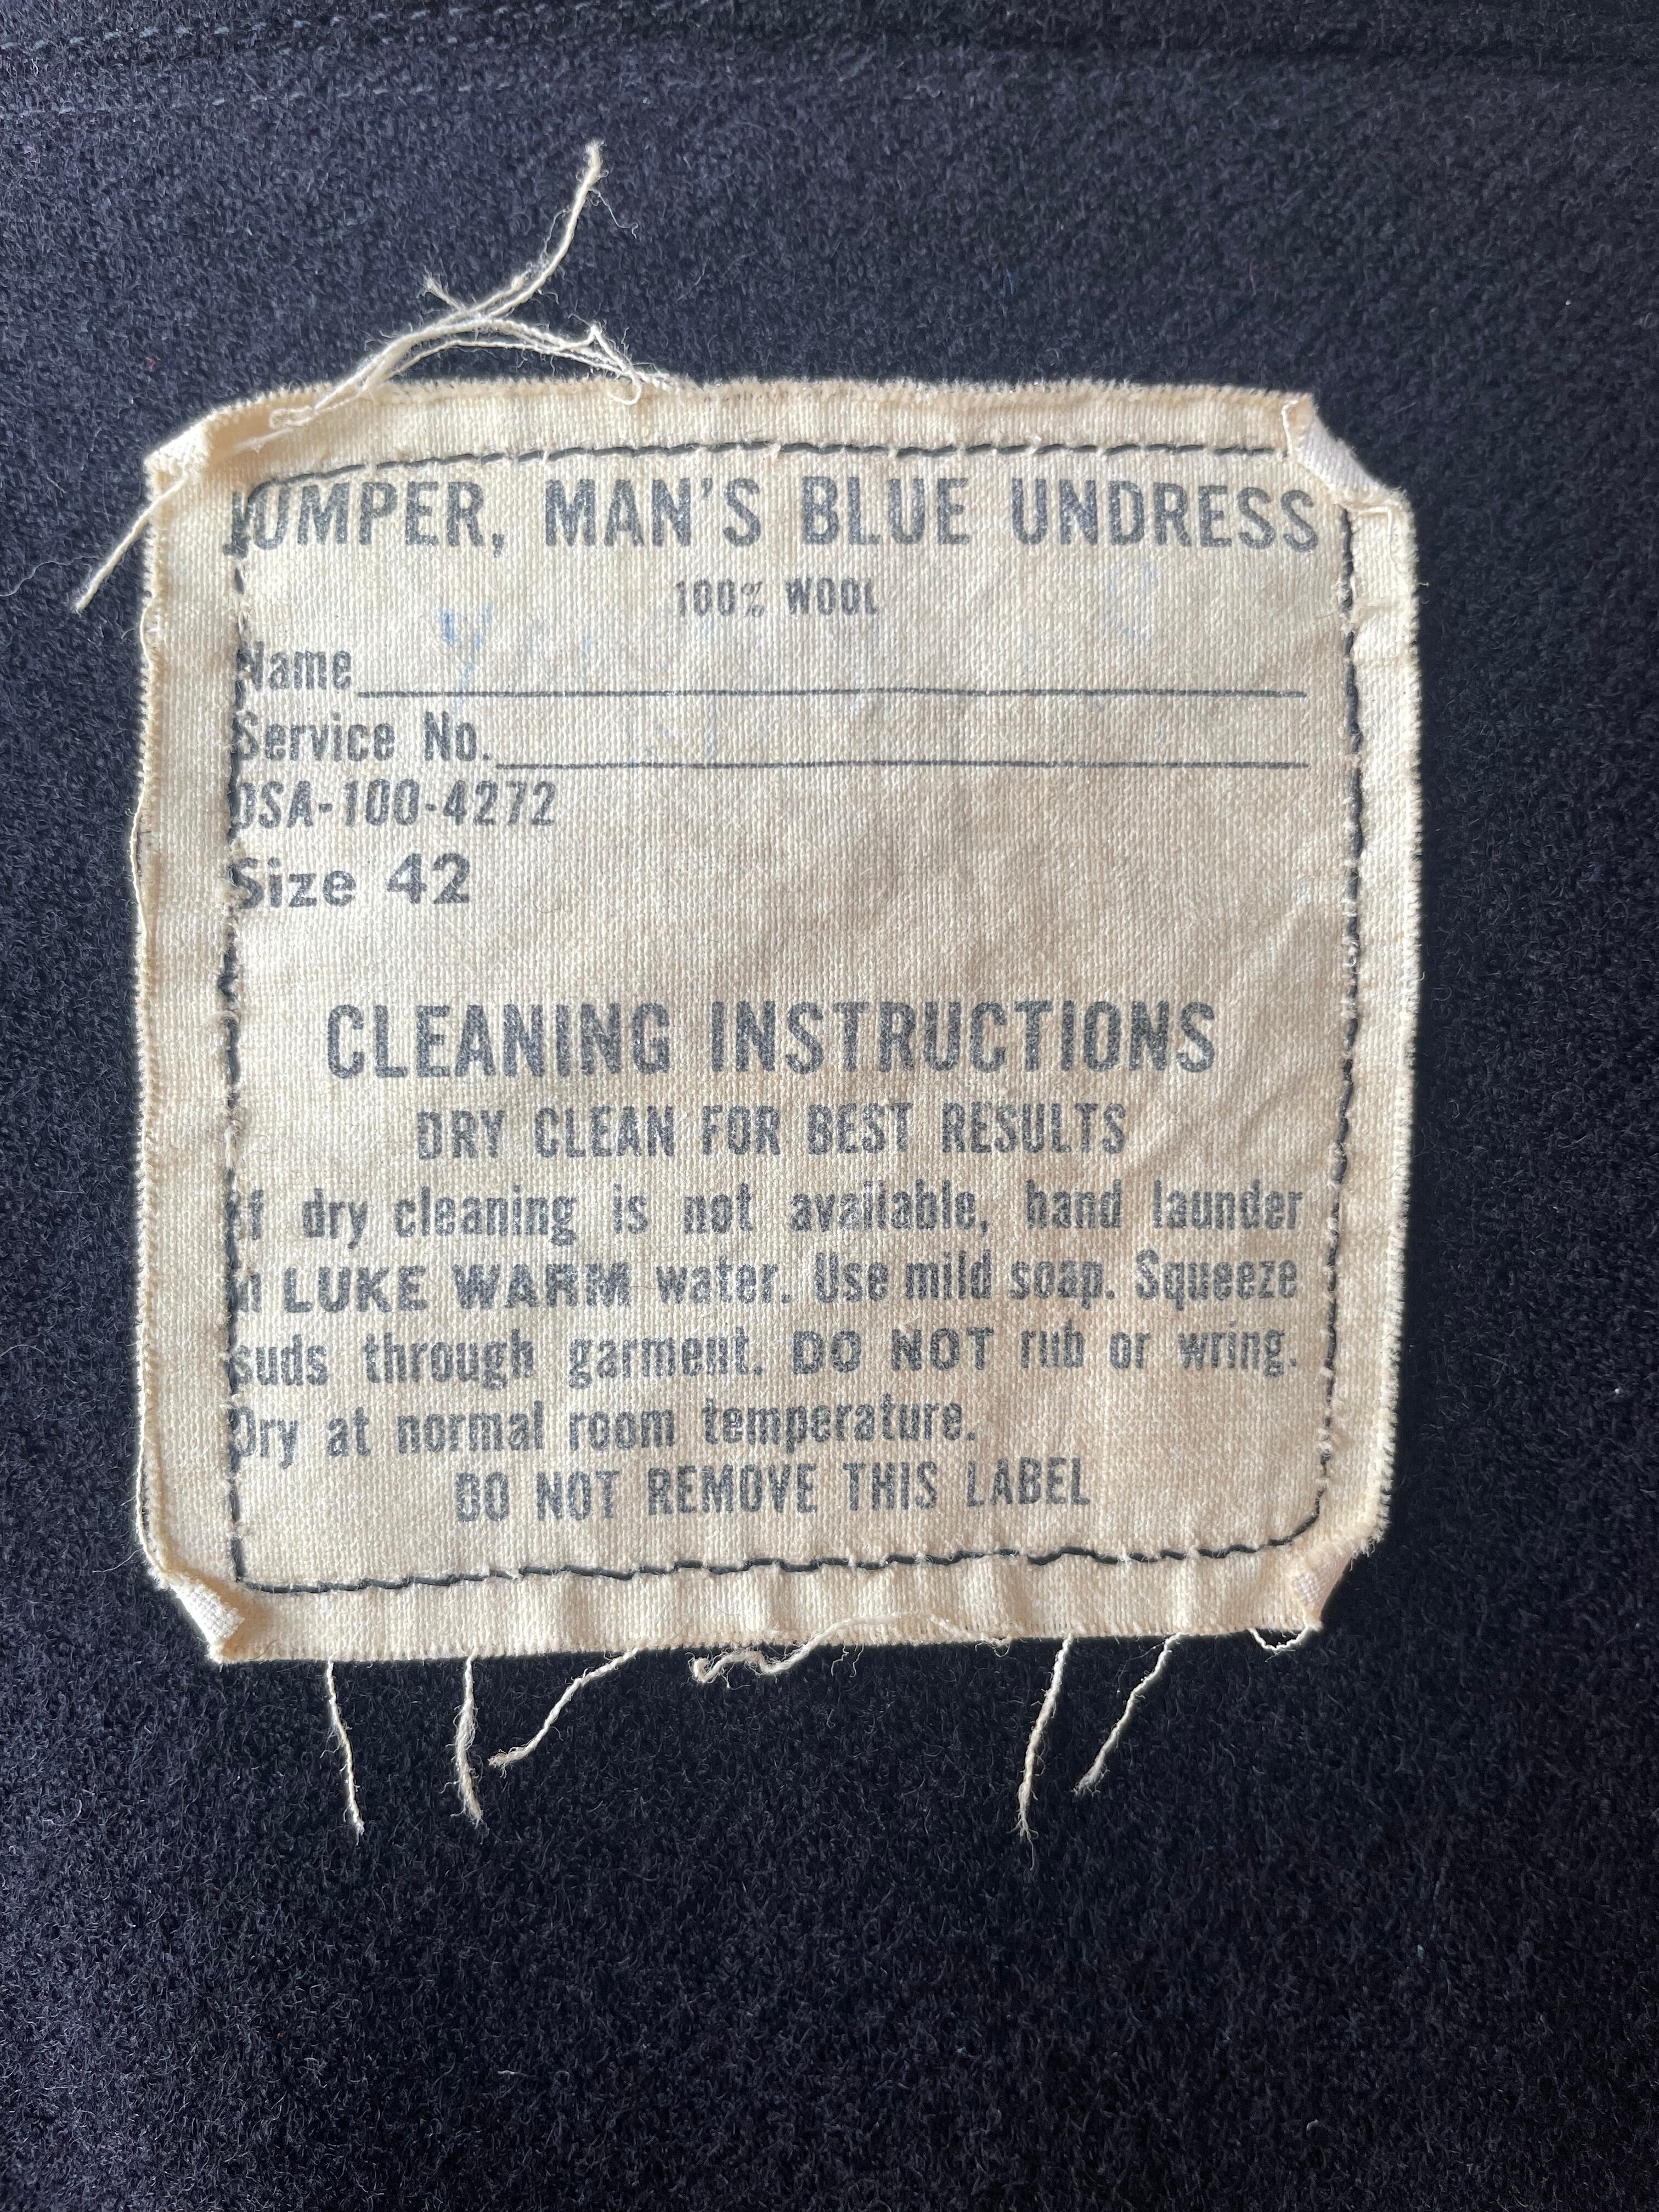 JUMPER, MAN'S BLUE UNDRESS
100% WOOL
Name
Service No.
DSA-100-4272
Size 42
CLEANING INSTRUCTIONS
DRY CLEAN FOR BEST RESULTS
If dry cleaning is not available, hand launder
in LUKE WARM water. Use mild soap. Squeeze
suds through garment. DO NOT rub or wring.
Dry at normal room temperature.
DO NOT REMOVE THIS LABEL